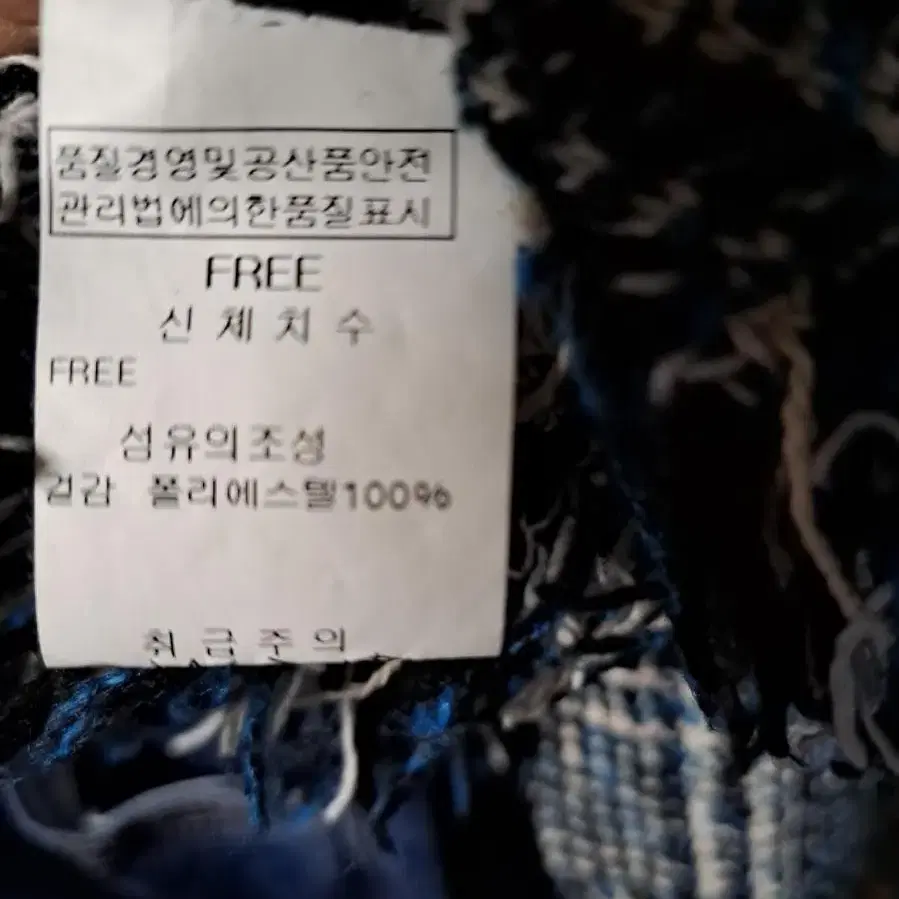 품질경영및공산품안전
관리법에의한품질표시
FREE
신체치수
FREE
섬유의조성
겉감 폴리에스텔100%
취급주의